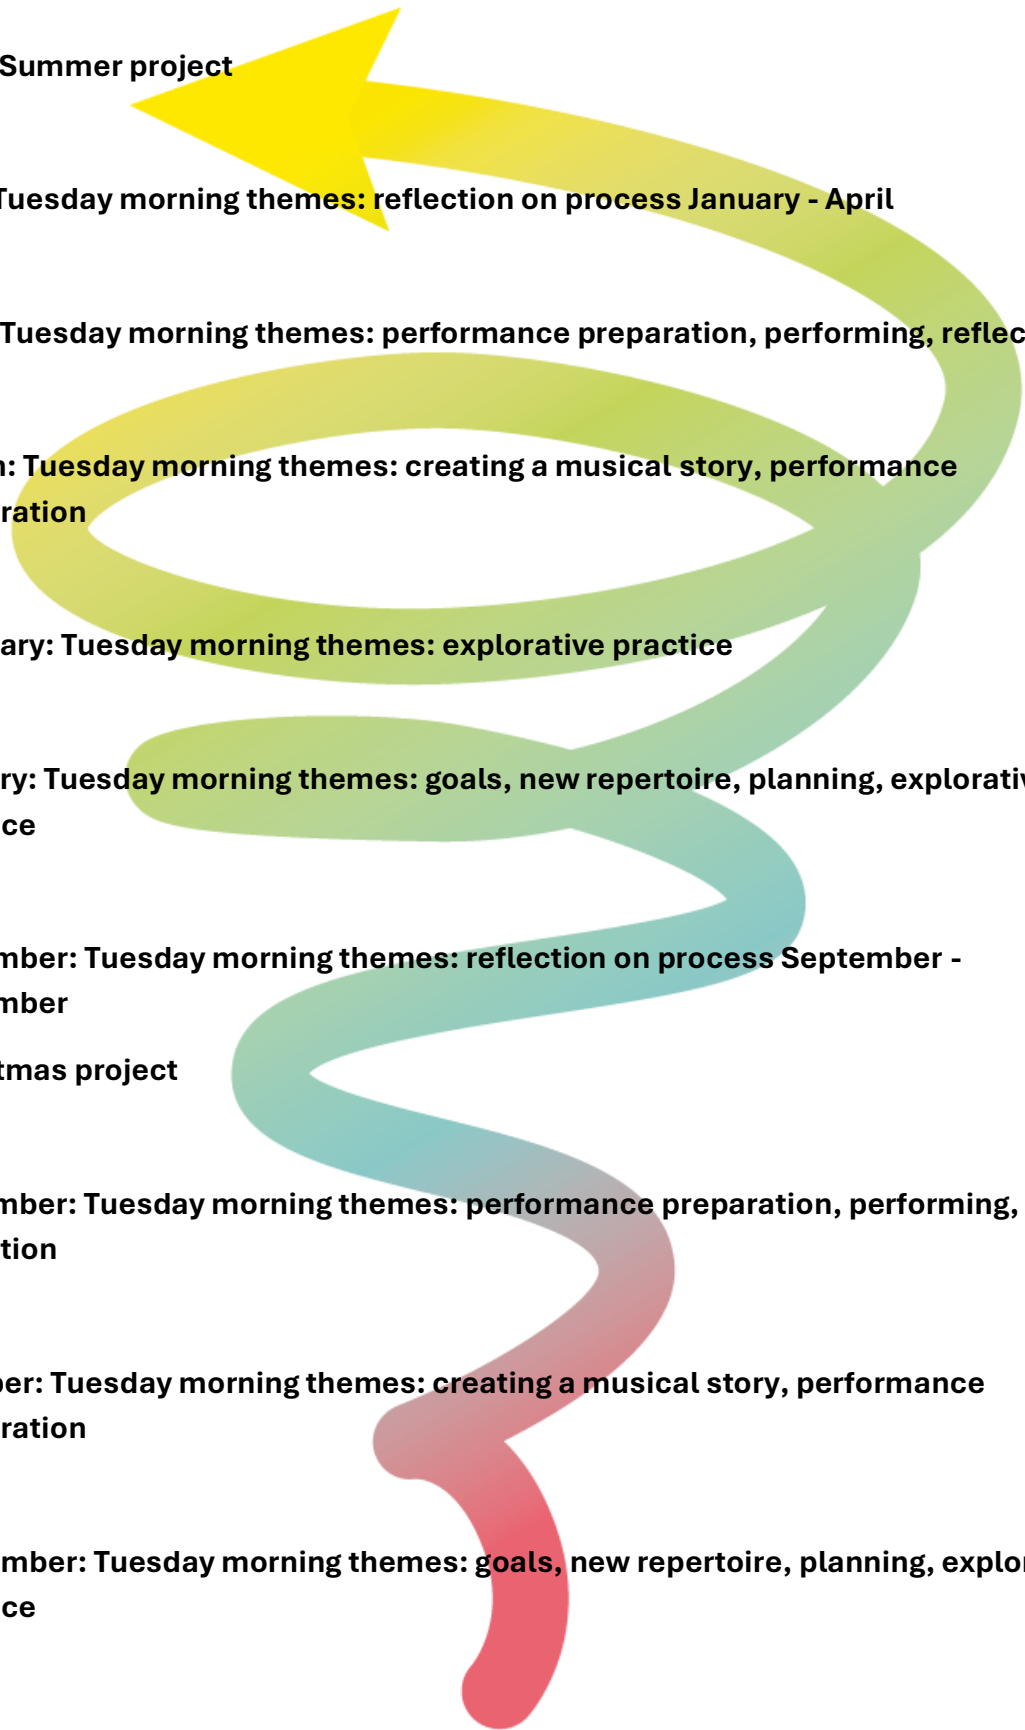 Summer project
Tuesday morning themes: reflection on process January - April
Tuesday morning themes: performance preparation, performing, reflec
n: Tuesday morning themes: creating a musical story, performance
ration
ary: Tuesday morning themes: explorative practice
ry: Tuesday morning themes: goals, new repertoire, planning, explorativ
ce
mber: Tuesday morning themes: reflection on process September -
mber
tmas project
mber: Tuesday morning themes: performance preparation, performing,
tion
ber: Tuesday morning themes: creating a musical story, performance
ration
mber: Tuesday morning themes: goals, new repertoire, planning, explor
ce